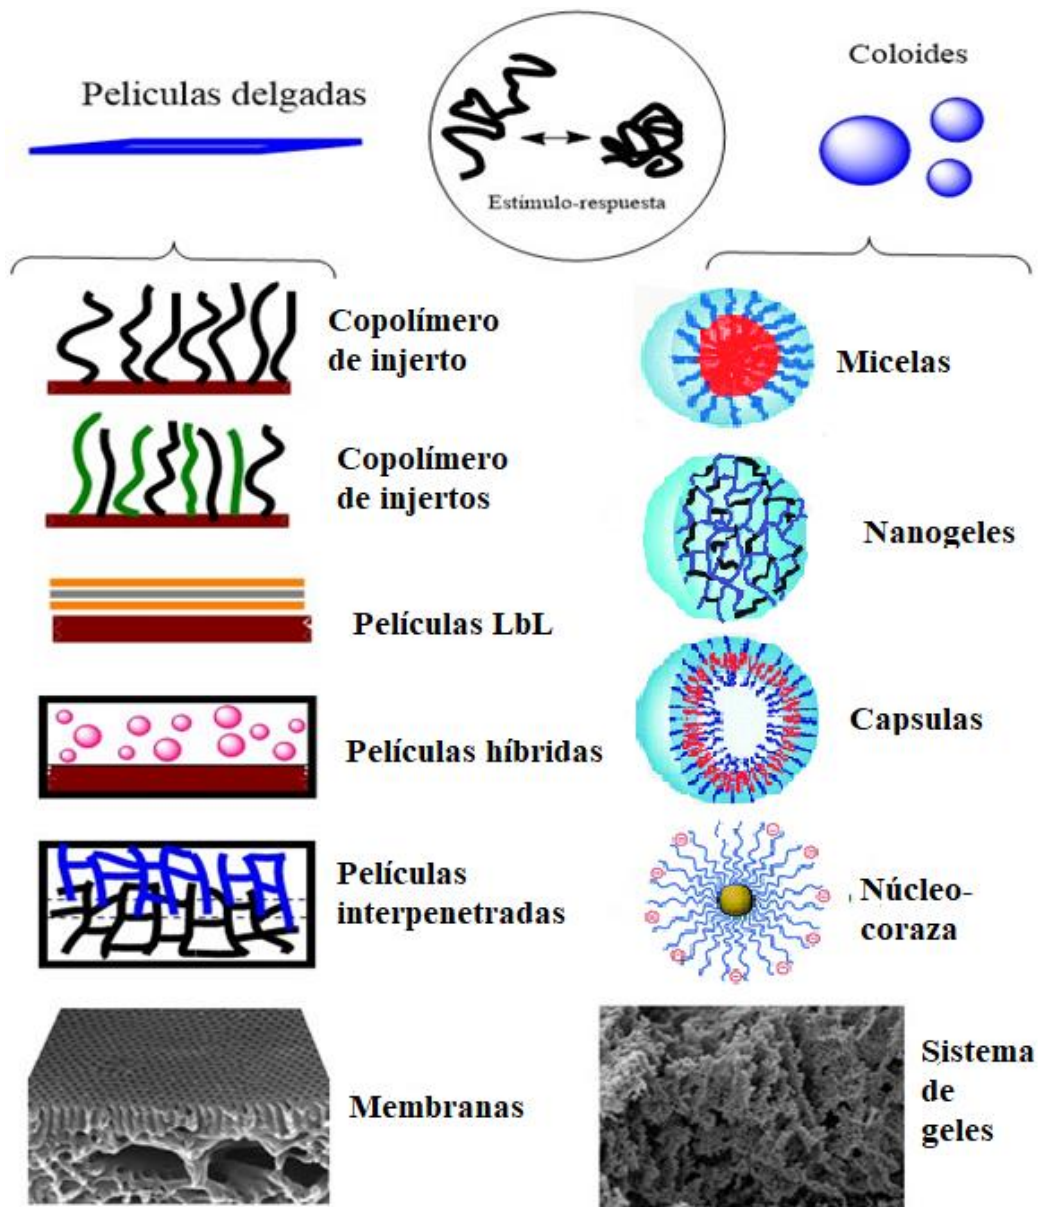 Peliculas delgadas
Estímulo-respuesta
Coloides
Copolímero
de injerto
Copolímero
de injertos
Películas LbL
Películas híbridas
Películas
interpenetradas
Membranas
Micelas
Nanogeles
Capsulas
Núcleo-
coraza
Sistema
de
geles